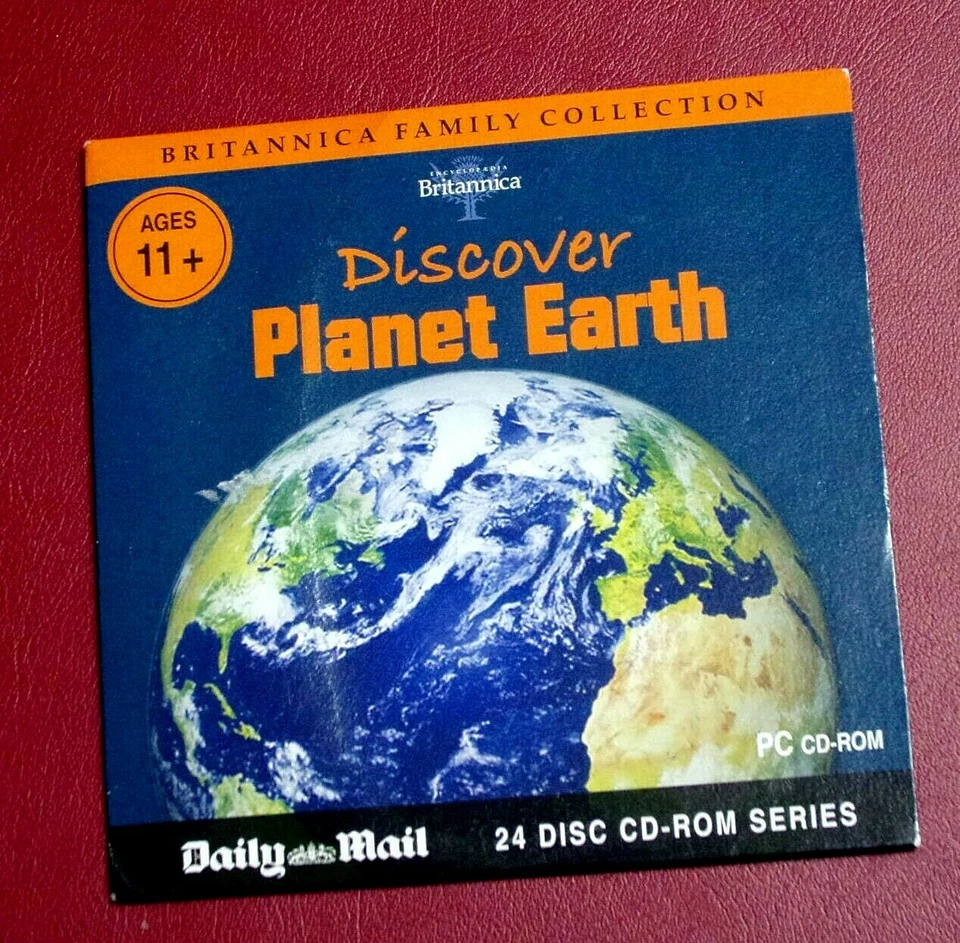 BRITANNICA FAMILY COLLECTION
ENCYCLOPÆDIA
Britannica
AGES
11+
Discover
Planet Earth
PC CD-ROM
Daily Mail
24 DISC CD-ROM SERIES